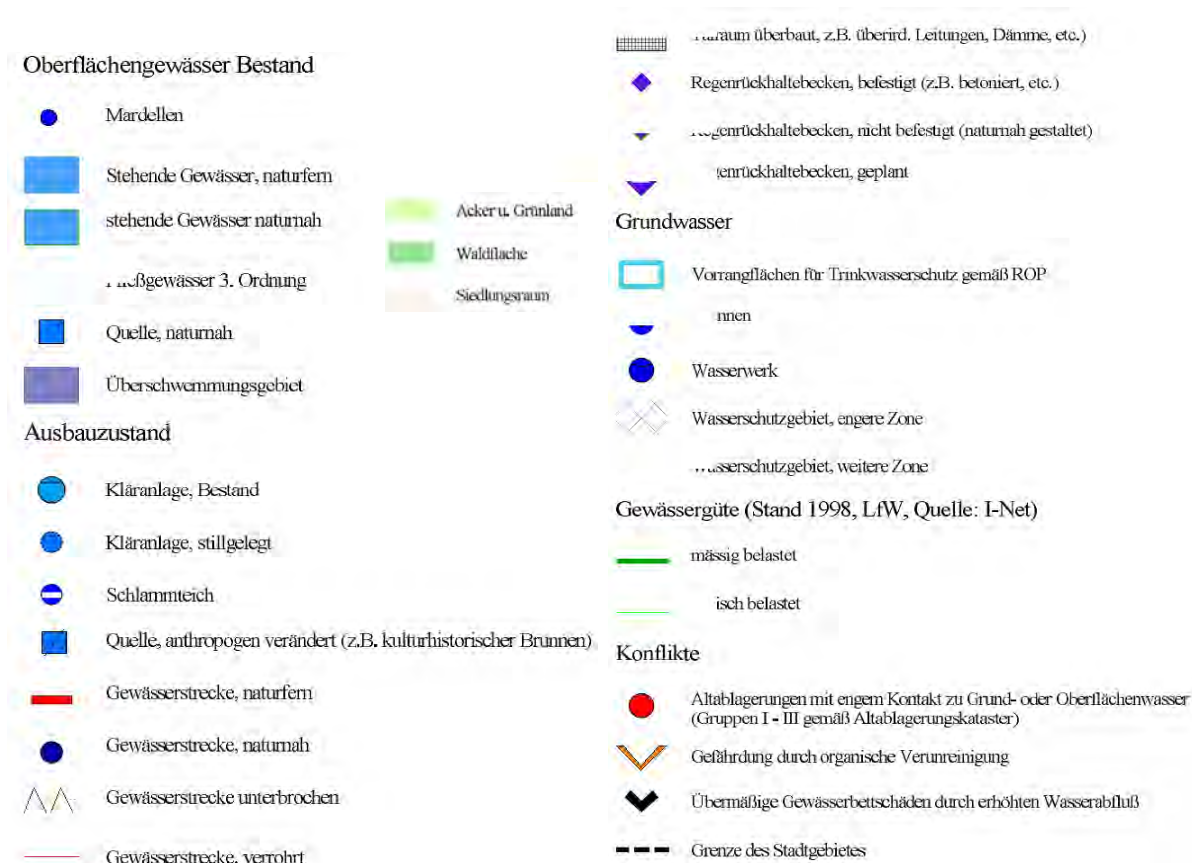 Oberflächengewässer Bestand
Mardellen
Stehende Gewässer, naturfern
stehende Gewässer naturnah
3. Ordnung
Quelle, naturnah
Überschwemmungsgebiet
Acker u. Grünland
Waldfläche
Siedlungsraum
Ausbauzustand
Kläranlage, Bestand
Kläranlage, stillgelegt
Schlammteich
Quelle, anthropogen verändert (z.B. kulturhistorischer Brunnen)
Gewässerstrecke, naturfern
Gewässerstrecke, naturnah
Gewässerstrecke unterbrochen
Gewässerstrecke, verrohrt
überbaut, z.B. überird. Leitungen, Dämme, etc.)
Regenrückhaltebecken, befestigt (z.B. betoniert, etc.)
nicht befestigt (naturnah gestaltet)
geplant
Grundwasser
Vorrangflächen für Trinkwasserschutz gemäß ROP
Wasserwerk
Wasserschutzgebiet, engere Zone
weitere Zone
Gewässergüte (Stand 1998, LfW, Quelle: I-Net)
mässig belastet
belastet
Konflikte
Altablagerungen mit engem Kontakt zu Grund- oder Oberflächenwasser
(Gruppen I - III gemäß Altablagerungskataster)
Gefährdung durch organische Verunreinigung
Übermäßige Gewässerbettschäden durch erhöhten Wasserabfluß
Grenze des Stadtgebietes